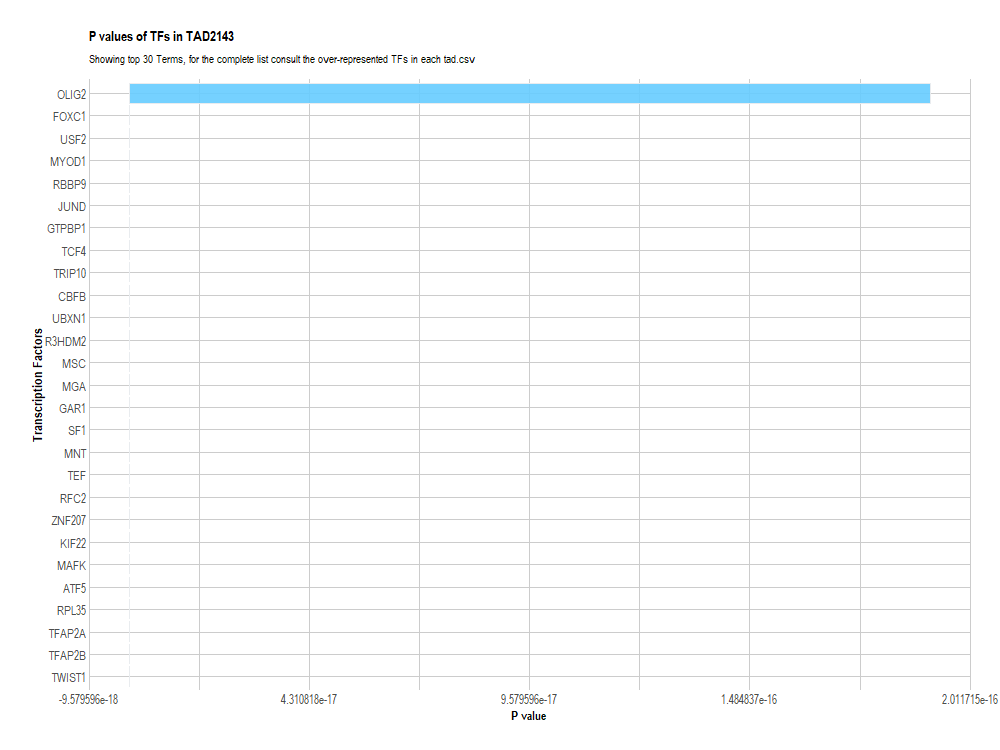 P values of TFs in TAD2143
Showing top 30 Terms, for the complete list consult the over-represented TFs in each tad.csv
OLIG2
FOXC1
USF2
MYOD1
RBBP9
JUND
GTPBP1
TCF4
TRIP10
CBFB
UBXN1
R3HDM2
MSC
MGA
GAR1
SF1
MNT
TEF
RFC2
ZNF207
KIF22
MAFK
ATF5
RPL35
TFAP2A
TFAP2B
TWIST1
Transcription Factors
-9.579596e-18
4.310818e-17
9.579596e-17
1.484837e-16
2.011715e-16
P value